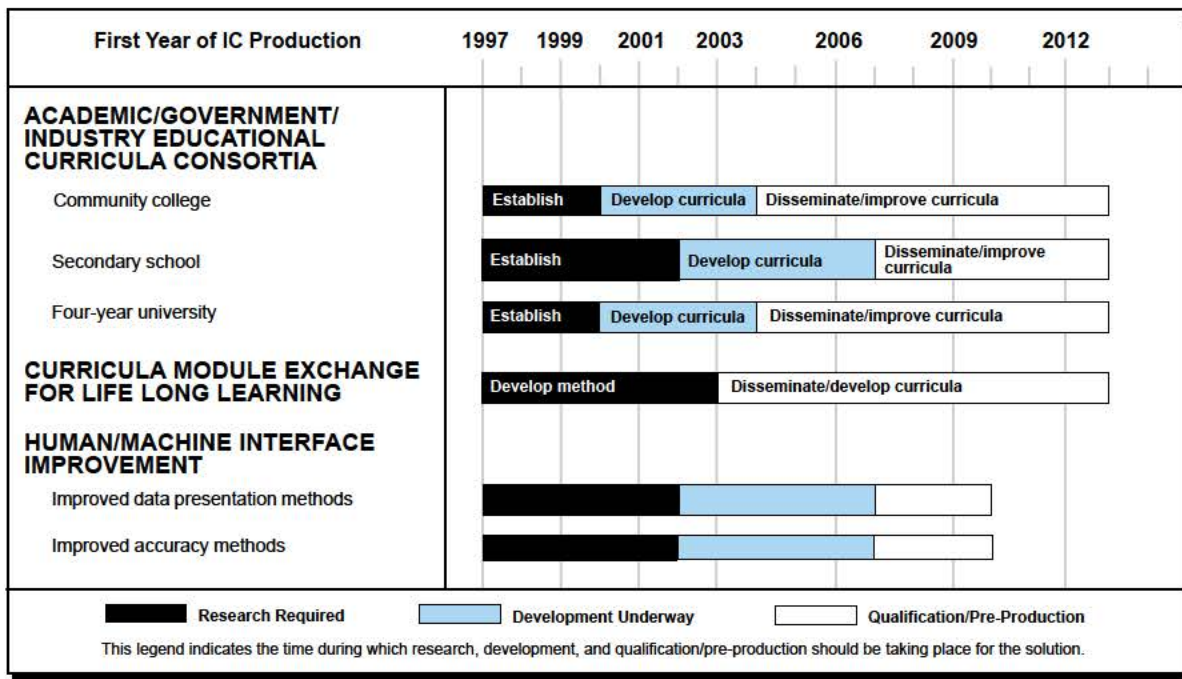 First Year of IC Production 1997 1999 2001 2003 2006 2009 2012
ACADEMIC/GOVERNMENT/
INDUSTRY EDUCATIONAL
CURRICULA CONSORTIA
Community college Establish Develop curricula Disseminate/improve curricula
Secondary school Establish Develop curricula Disseminate/improve
curricula
Four-year university Establish Develop curricula Disseminate/improve curricula
CURRICULA MODULE EXCHANGE
FOR LIFE LONG LEARNING
Develop method Disseminate/develop curricula
HUMAN/MACHINE INTERFACE
IMPROVEMENT
Improved data presentation methods
Improved accuracy methods
Research Required Development Underway Qualification/Pre-Production
This legend indicates the time during which research, development, and qualification/pre-production should be taking place for the solution.